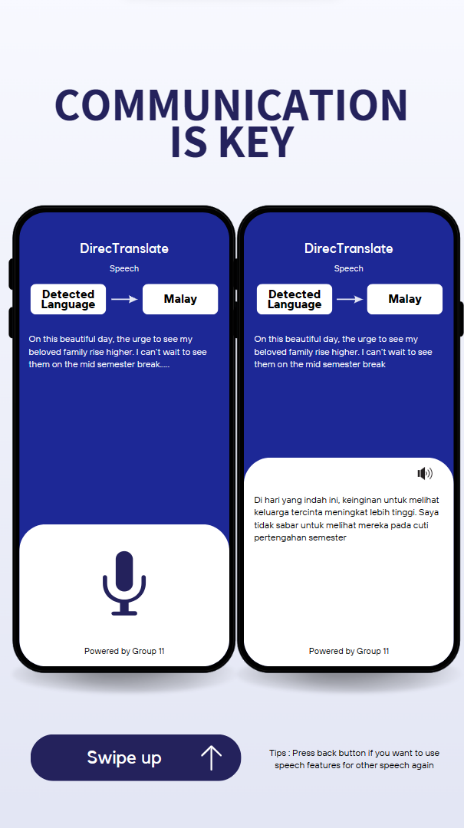 COMMUNICATION
IS KEY
DirecTranslate
Speech
Detected
Language
Malay
On this beautiful day, the urge to see my
beloved family rise higher. I can't wait to see
them on the mid semester break.....
Powered by Group 11
DirecTranslate
Speech
Detected
Language
Malay
On this beautiful day, the urge to see my
beloved family rise higher. I can't wait to see
them on the mid semester break
Di hari yang indah ini, keinginan untuk melihat
keluarga tercinta meningkat lebih tinggi. Saya
tidak sabar untuk melihat mereka pada cuti
pertengahan semester
Powered by Group 11
Swipe up
Tips : Press back button if you want to use
speech features for other speech again